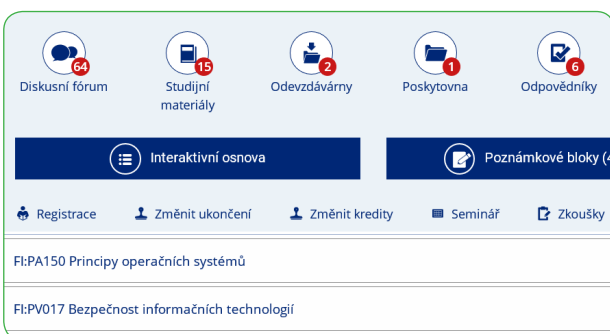 64
15
2
1
6
Diskusní fórum
Studijní
materiály
Odevzdávárny
Poskytovna
Odpovědníky
Interaktivní osnova
Poznámkové bloky (4
Registrace
Změnit ukončení
Změnit kredity
Seminář
Zkoušky
FI:PA150 Principy operačních systémů
FI:PV017 Bezpečnost informačních technologií